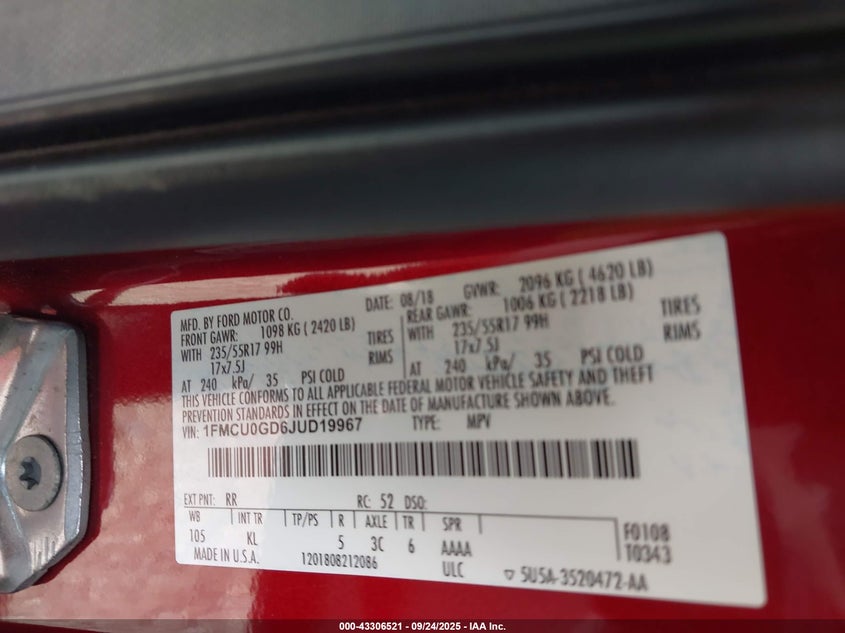 MFD. BY FORD MOTOR CO. DATE: 08/18 GVWR: 2096 KG ( 4620 LB)
FRONT GAWR: 1098 KG ( 2420 LB) REAR GAWR: 1006 KG ( 2218 LB)
WITH 235/55R17 99H TIRES WITH 235/55R17 99H TIRES
17x7.5J RIMS 17x7.5J RIMS
AT 240 kPa/ 35 PSI COLD AT 240 kPa/ 35 PSI COLD
THIS VEHICLE CONFORMS TO ALL APPLICABLE FEDERAL MOTOR VEHICLE SAFETY AND THEFT
PREVENTION STANDARDS IN EFFECT ON THE DATE OF MANUFACTURE SHOWN ABOVE.
VIN: 1FMCU0GD6JUD19967 TYPE: MPV
EXT PNT: RR RC: 52 DSO:
WB INT TR TP/PS R AXLE TR SPR F0108
105 KL 5 3C 6 AAAA T0343
MADE IN U.S.A. 1201808212086 ULC ▽ 5U5A-3520472-AA
000-43306521 - 09/24/2025 - IAA Inc.